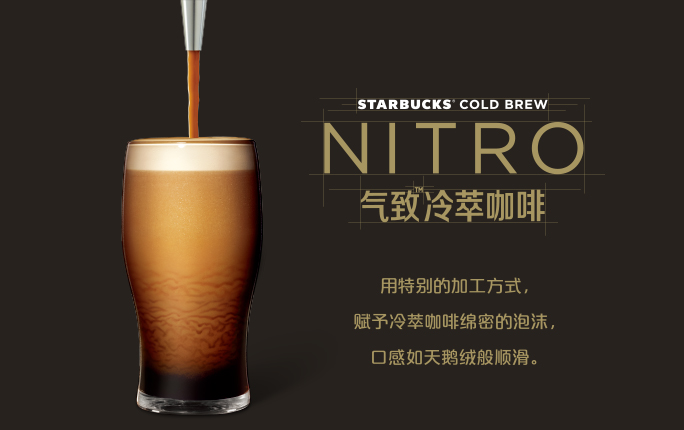 STARBUCKS® COLD BREW
NITRO
气致™冷萃咖啡
用特别的加工方式，
赋予冷萃咖啡绵密的泡沫，
口感如天鹅绒般顺滑。